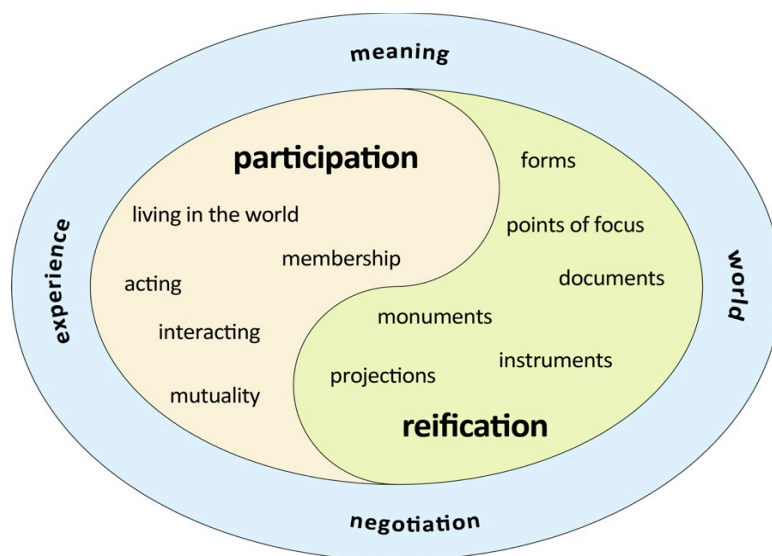 meaning
participation
forms
living in the world
points of focus
membership
experience
world
acting
documents
monuments
interacting
instruments
projections
mutuality
reification
negotiation